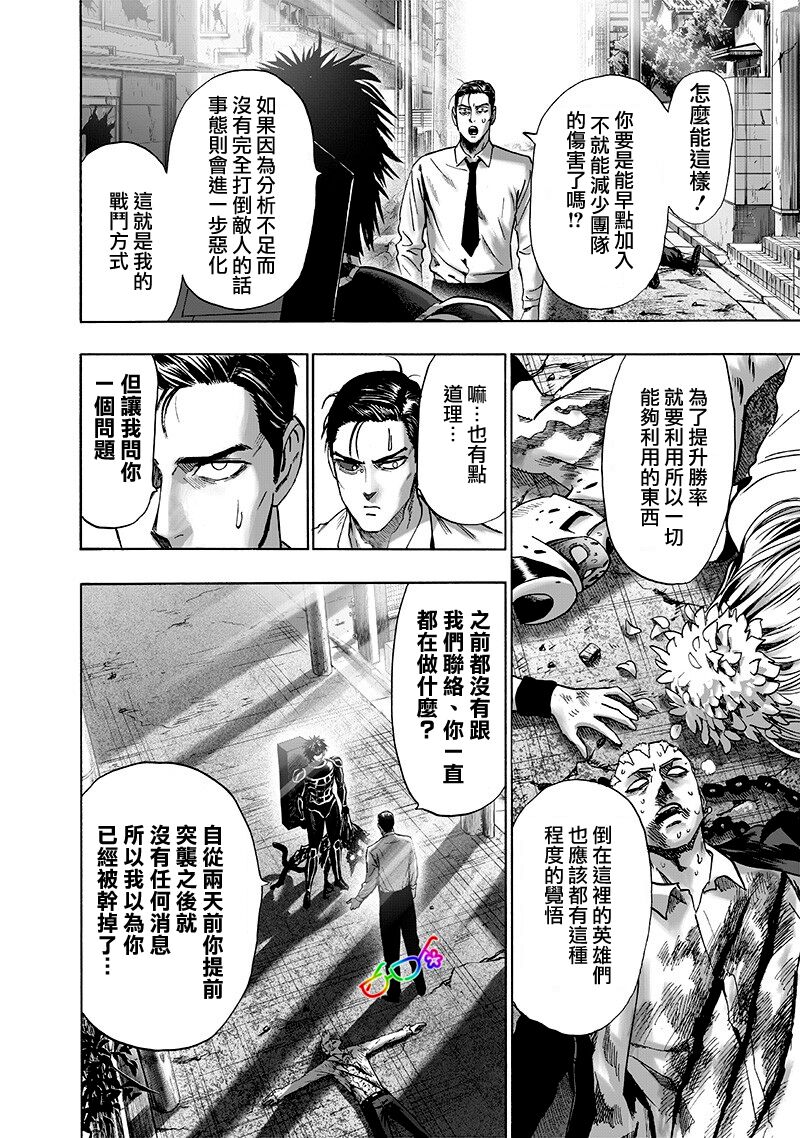 怎麼能這樣！
你要是能早點加入
不就能減少團隊
的傷害了嗎!?
如果因為分析不足而
沒有完全打倒敵人的話
事態則會進一步惡化
這就是我的
戰鬥方式
為了提升勝率
就要利用所以一切
能夠利用的東西
嘛…也有點
道理…
但讓我問你
一個問題
倒在這裡的英雄們
也應該都有這種
程度的覺悟
之前都沒有跟
我們聯絡、你一直
都在做什麼？
自從兩天前你提前
突襲之後就
沒有任何消息
所以我以為你
已經被幹掉了…